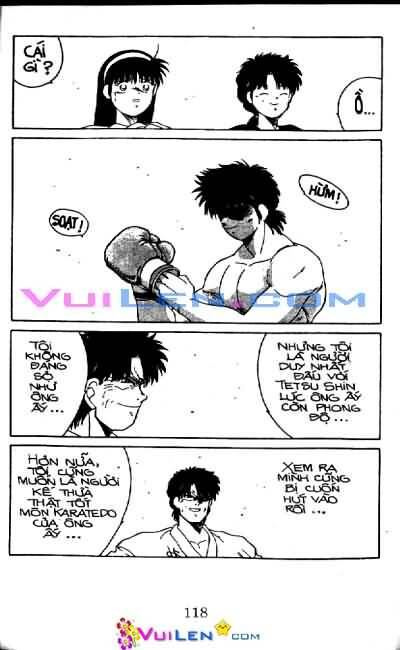 CÁI
GÌ?
Ồ...
HỪM!
SOẠT!
VUILEN.COM
TÔI
KHÔNG
ĐÁNG
SỢ
NHƯ
ÔNG
ẤY...
NHƯNG TÔI
LÀ NGƯỜI
DUY NHẤT
ĐẤU VỚI
TETSU SHIN
LÚC ÔNG ẤY
CÒN PHONG
ĐỘ...
HƠN NỮA,
TÔI CŨNG
MUỐN LÀ NGƯỜI
KẾ THỪA
THẬT TỐT
MÔN KARATEDO
CỦA ÔNG
ẤY...
XEM RA
MÌNH CŨNG
BỊ CUỐN
HÚT VÀO
RỒI...
118
VUILEN.COM